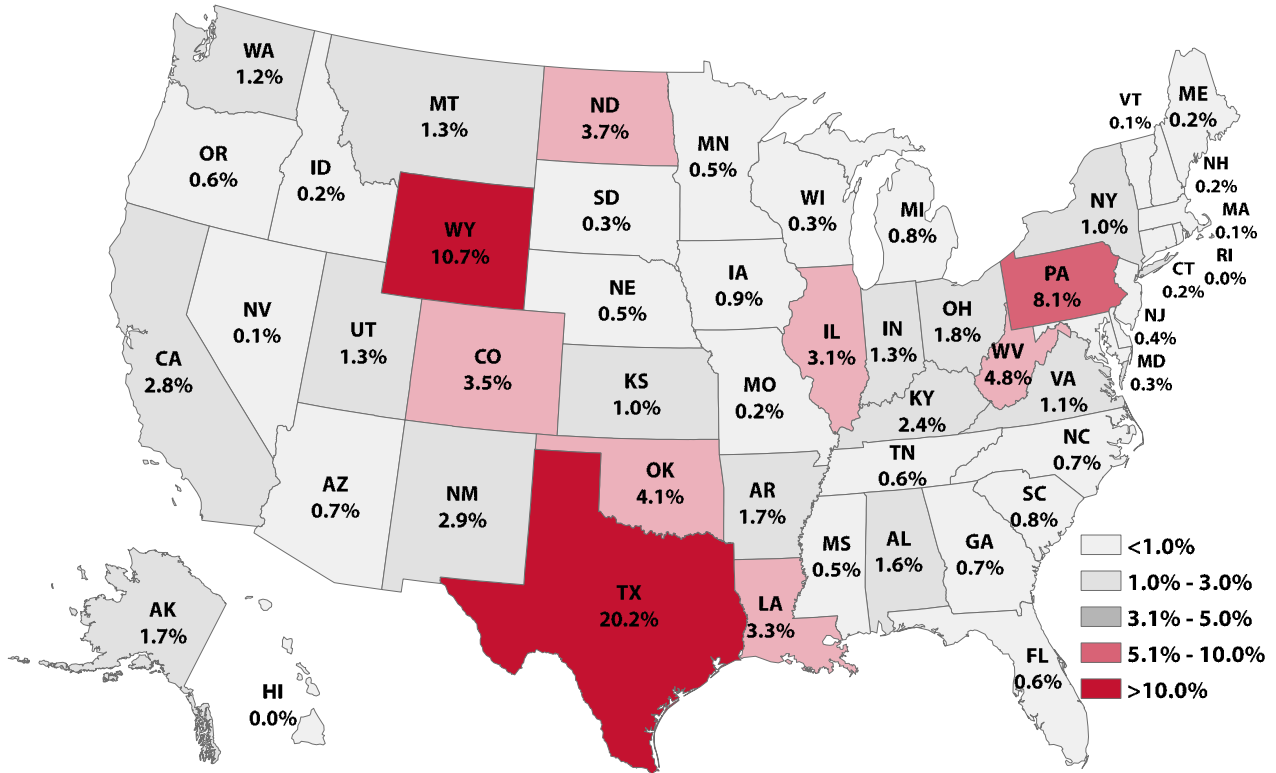 WA
1.2%
MT
1.3%
ND
3.7%
MN
0.5%
VT
0.1%
ME
0.2%
OR
0.6%
ID
0.2%
SD
0.3%
WI
0.3%
MI
0.8%
NY
1.0%
NH
0.2%
MA
0.1%
RI
0.0%
CT
0.2%
WY
10.7%
IA
0.9%
NE
0.5%
PA
8.1%
NJ
0.4%
MD
0.3%
NV
0.1%
UT
1.3%
CO
3.5%
IL
3.1%
IN
1.3%
OH
1.8%
WV
4.8%
VA
1.1%
CA
2.8%
KS
1.0%
MO
0.2%
KY
2.4%
NC
0.7%
TN
0.6%
AZ
0.7%
NM
2.9%
OK
4.1%
AR
1.7%
SC
0.8%
MS
0.5%
AL
1.6%
GA
0.7%
TX
20.2%
LA
3.3%
FL
0.6%
AK
1.7%
HI
0.0%
<1.0%
1.0% - 3.0%
3.1% - 5.0%
5.1% - 10.0%
>10.0%